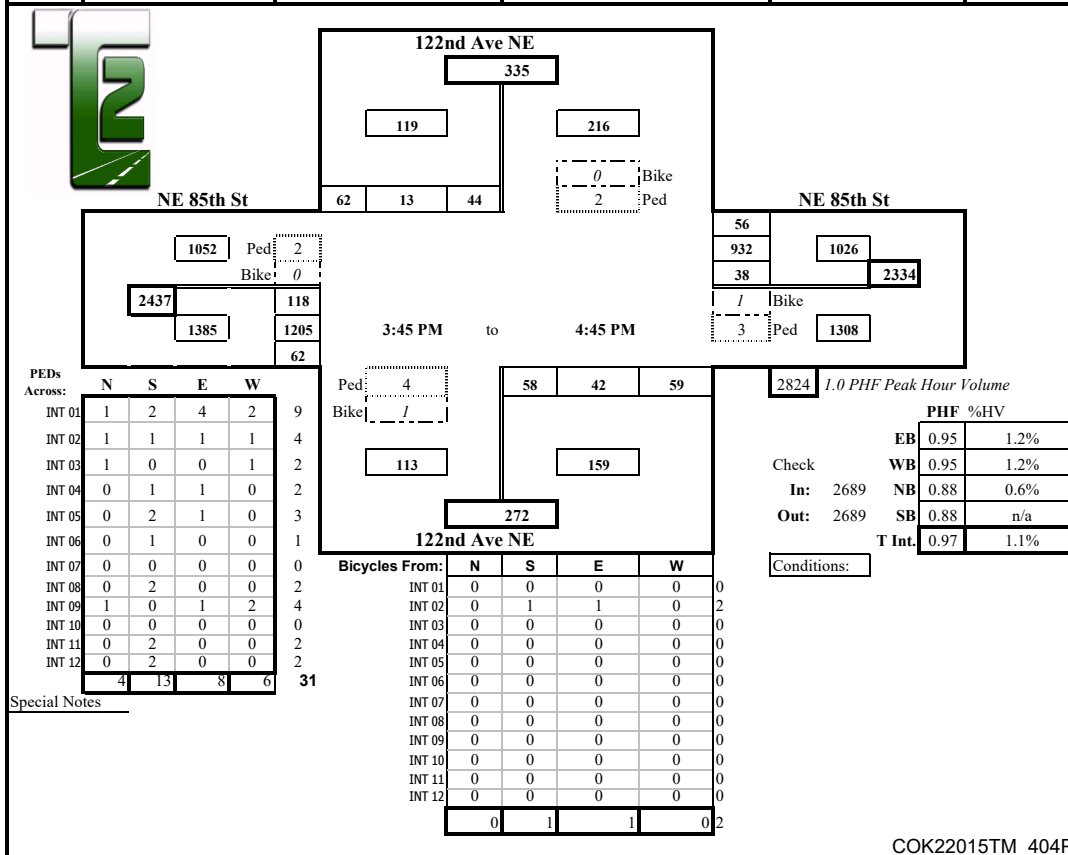 T2
122nd Ave NE
335
119 216
0 Bike
2 Ped
NE 85th St 62 13 44 NE 85th St
56
1052 Ped 2 932 1026
Bike 0 38 2334
2437 118 1 Bike
1385 1205 3:45 PM to 4:45 PM 3 Ped 1308
62
PEDs
Across: N S E W Ped 4 58 42 59 2824 1.0 PHF Peak Hour Volume
INT 01 1 2 4 2 9 Bike 1 PHF %HV
INT 02 1 1 1 1 4 EB 0.95 1.2%
INT 03 1 0 0 1 2 113 159 Check WB 0.95 1.2%
INT 04 0 1 1 0 2 In: 2689 NB 0.88 0.6%
INT 05 0 2 1 0 3 272 Out: 2689 SB 0.88 n/a
INT 06 0 1 0 0 1 122nd Ave NE T Int. 0.97 1.1%
INT 07 0 0 0 0 0 Bicycles From: N S E W Conditions:
INT 08 0 2 0 0 2 INT 01 0 0 0 0 0
INT 09 1 0 1 2 4 INT 02 0 1 1 0 2
INT 10 0 0 0 0 0 INT 03 0 0 0 0 0
INT 11 0 2 0 0 2 INT 04 0 0 0 0 0
INT 12 0 2 0 0 2 INT 05 0 0 0 0 0
4 13 8 6 31 INT 06 0 0 0 0 0
Special Notes INT 07 0 0 0 0 0
INT 08 0 0 0 0 0
INT 09 0 0 0 0 0
INT 10 0 0 0 0 0
INT 11 0 0 0 0 0
INT 12 0 0 0 0 0
0 1 1 0 2